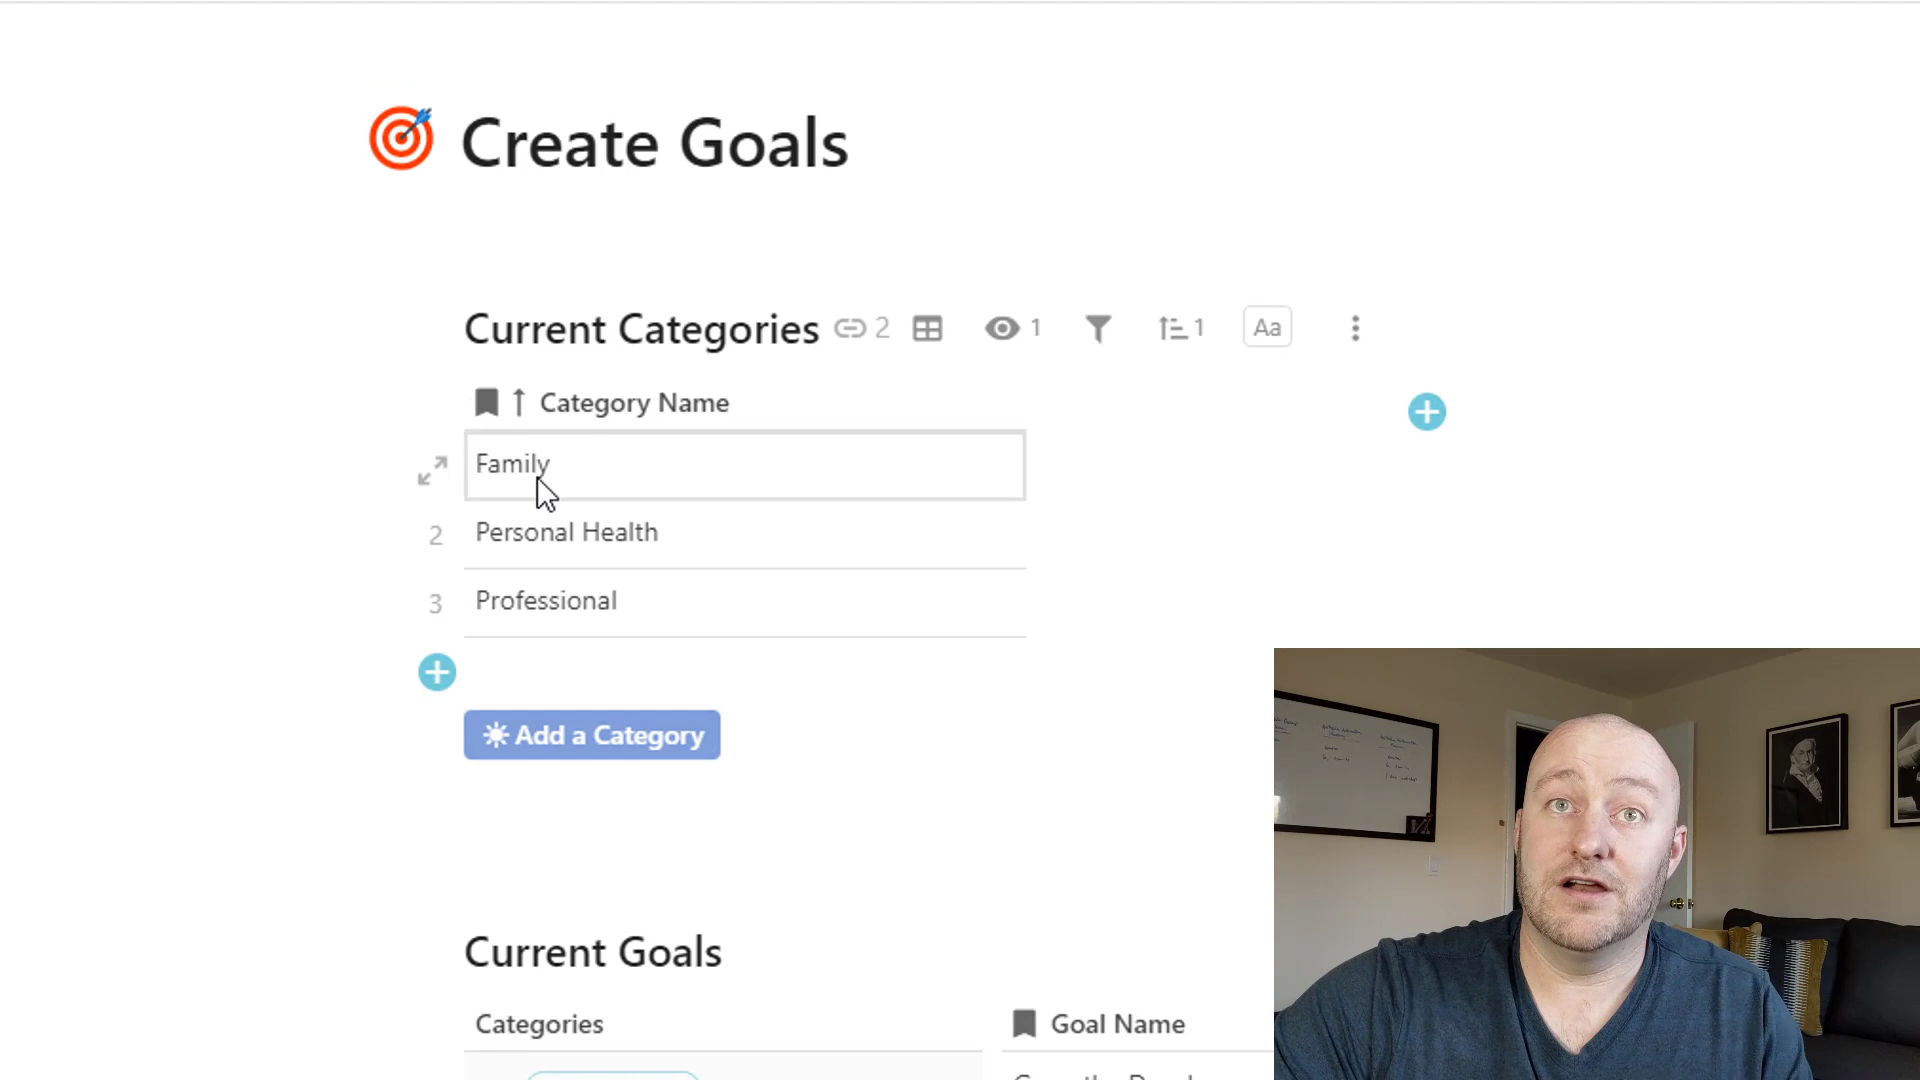 Create Goals
Current Categories 2 1 1 Aa
Category Name
Family
2 Personal Health
3 Professional
Add a Category
Current Goals
Categories
Goal Name